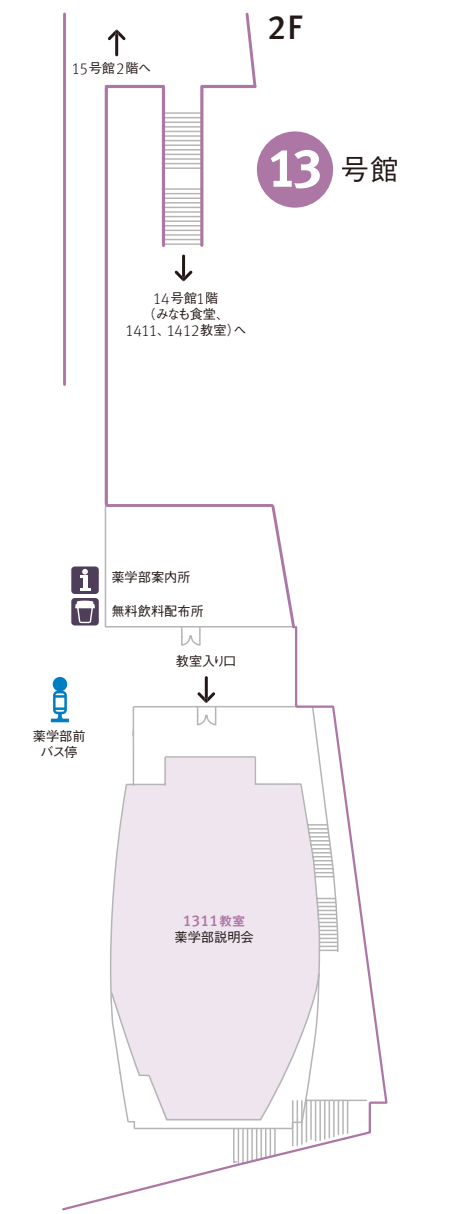 2F
15号館2階へ
13号館
14号館1階
(みなも食堂、
1411、1412教室)へ
薬学部案内所
無料飲料配布所
教室入り口
薬学部前
バス停
1311教室
薬学部説明会